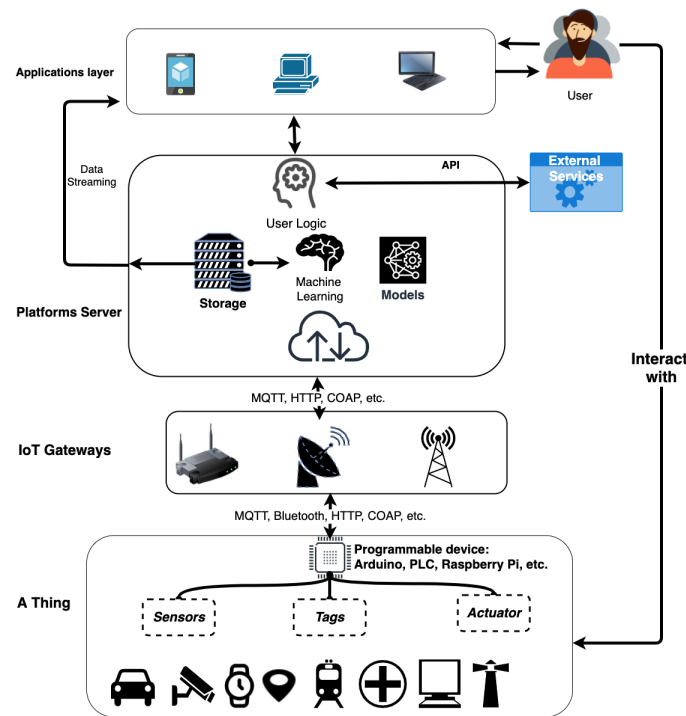 Applications layer
User
Data
Streaming
API
External
Services
User Logic
Storage
Machine
Learning
Models
Platforms Server
Interact
with
MQTT, HTTP, COAP, etc.
IoT Gateways
MQTT, Bluetooth, HTTP, COAP, etc.
Programmable device:
Arduino, PLC, Raspberry Pi, etc.
A Thing
Sensors
Tags
Actuator